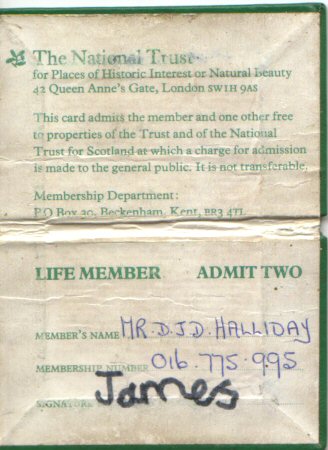 The National Trust
for Places of Historic Interest or Natural Beauty
42 Queen Anne's Gate, London SW1H 9AS
This card admits the member and one other free
to properties of the Trust and of the National
Trust for Scotland at which a charge for admission
is made to the general public. It is not transferable.
Membership Department:
P O Box 30, Beckenham, Kent, BR3 4TL
LIFE MEMBER ADMIT TWO
MEMBER'S NAME MR. D. J. D. HALLIDAY
MEMBERSHIP NUMBER 016.775.995
SIGNATURE James